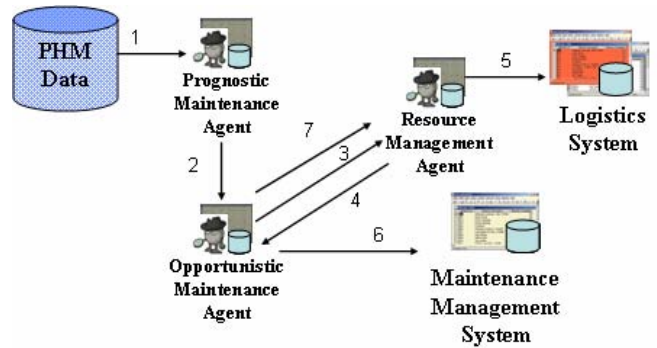 PHM
Data
1
Prognostic
Maintenance
Agent
2
7
3
4
Resource
Management
Agent
5
Logistics
System
Opportunistic
Maintenance
Agent
6
Maintenance
Management
System